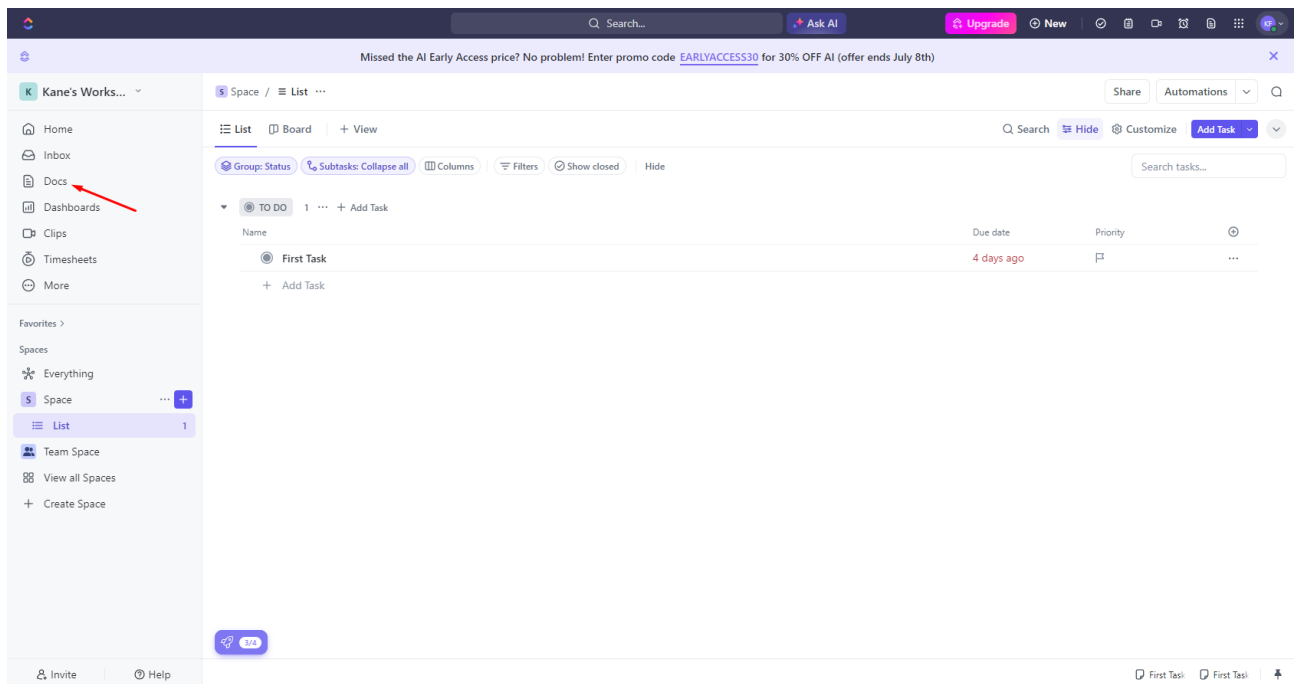 Search...
Ask AI
Upgrade
New
KF
Missed the AI Early Access price? No problem! Enter promo code EARLYACCESS30 for 30% OFF AI (offer ends July 8th)
K Kane's Works...
S Space / List ...
Share
Automations
Home
Inbox
Docs
Dashboards
Clips
Timesheets
More
Favorites >
Spaces
Everything
S Space ... +
List 1
Team Space
View all Spaces
+ Create Space
Invite
Help
List
Board
+ View
Search
Hide
Customize
Add Task
Group: Status
Subtasks: Collapse all
Columns
Filters
Show closed
Hide
Search tasks...
TO DO 1 ... + Add Task
Name Due date Priority
First Task 4 days ago ...
+ Add Task
3/4
First Task
First Task